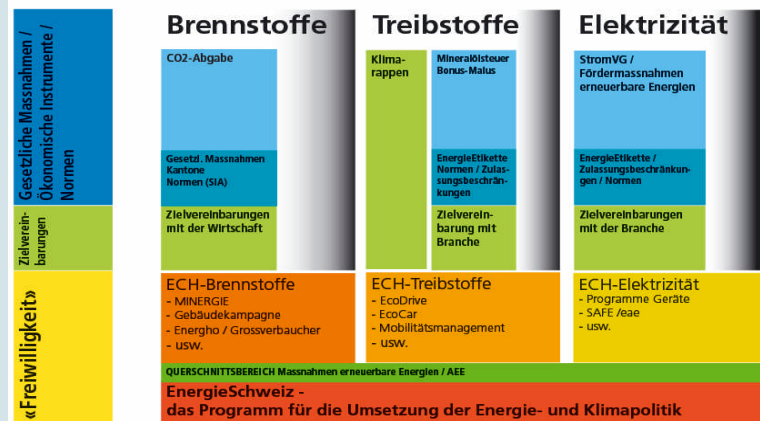 Gesetzliche Massnahmen /
Ökonomische Instrumente /
Normen
Zielverein-
barungen
«Freiwilligkeit»
Brennstoffe
CO2-Abgabe
Gesetzl. Massnahmen
Kantone
Normen (SIA)
Zielvereinbarungen
mit der Wirtschaft
ECH-Brennstoffe
- MINERGIE
- Gebäudekampagne
- Energho / Grossverbaucher
- usw.
Treibstoffe
Klima-
rappen
Mineralölsteuer
Bonus-Malus
EnergieEtikette
Normen / Zulas-
sungsbeschrän-
kungen
Zielverein-
barung mit
Branche
ECH-Treibstoffe
- EcoDrive
- EcoCar
- Mobilitätsmanagement
- usw.
Elektrizität
StromVG /
Fördermassnahmen
erneuerbare Energien
EnergieEtikette /
Zulassungsbeschränkun-
gen / Normen
Zielvereinbarungen
mit der Branche
ECH-Elektrizität
- Programme Geräte
- SAFE /eae
- usw.
QUERSCHNITTSBEREICH Massnahmen erneuerbare Energien / AEE
EnergieSchweiz -
das Programm für die Umsetzung der Energie- und Klimapolitik